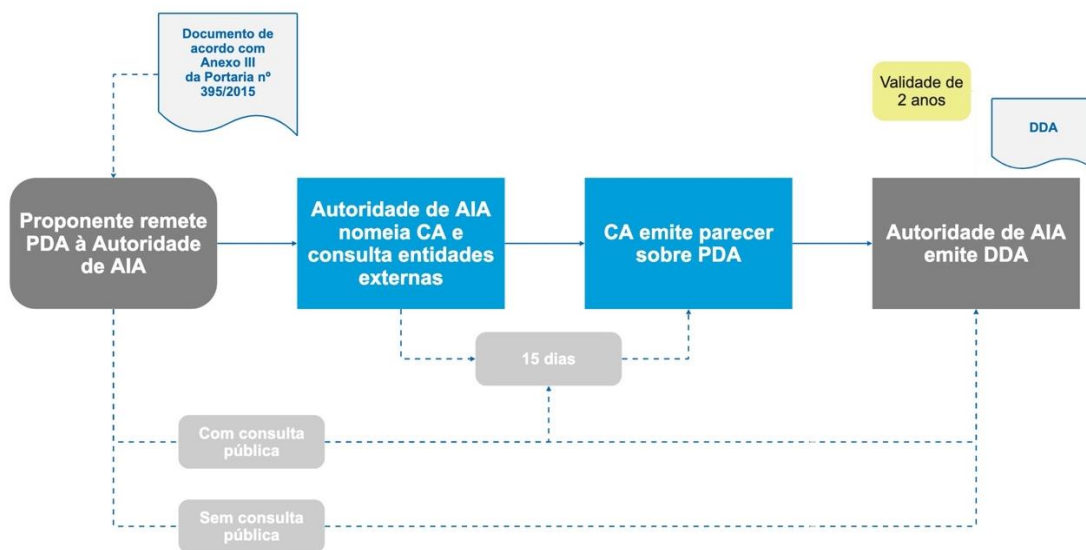 Documento de
acordo com
Anexo III
da Portaria nº
395/2015
Validade de
2 anos
DDA
Proponente remete
PDA à Autoridade
de AIA
Autoridade de AIA
nomeia CA e
consulta entidades
externas
CA emite parecer
sobre PDA
Autoridade de AIA
emite DDA
15 dias
Com consulta
pública
Sem consulta
pública